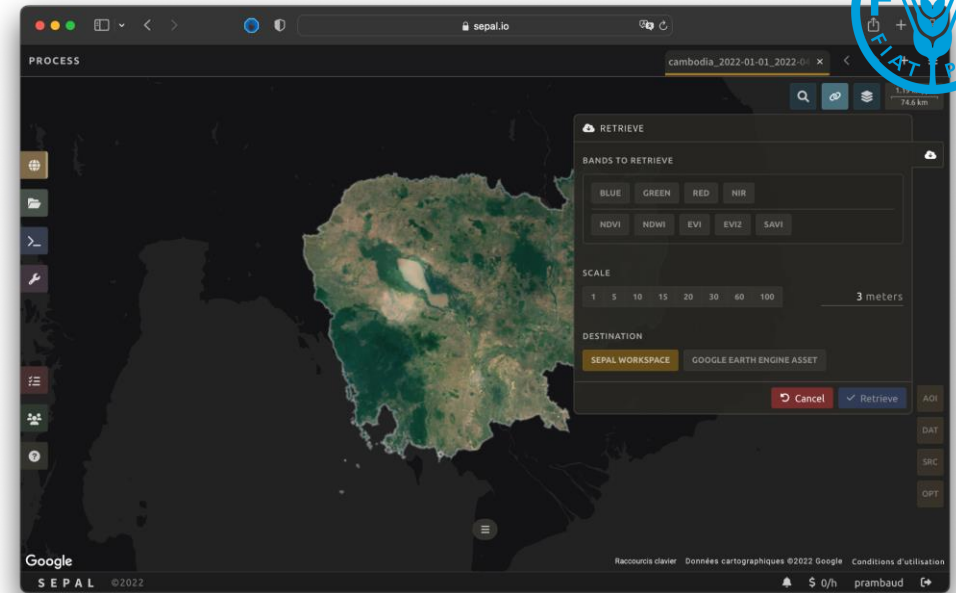 sepal.io
PROCESS
cambodia_2022-01-01_2022-04
74.6 km
RETRIEVE
BANDS TO RETRIEVE
BLUE GREEN RED NIR
NDVI NDWI EVI EVI2 SAVI
SCALE
1 5 10 15 20 30 60 100 3 meters
DESTINATION
SEPAL WORKSPACE GOOGLE EARTH ENGINE ASSET
Cancel Retrieve
AOI
DAT
SRC
OPT
Google
Raccourcis clavier Données cartographiques ©2022 Google Conditions d'utilisation
SEPAL ©2022
$ 0/h prambaud
FIAT